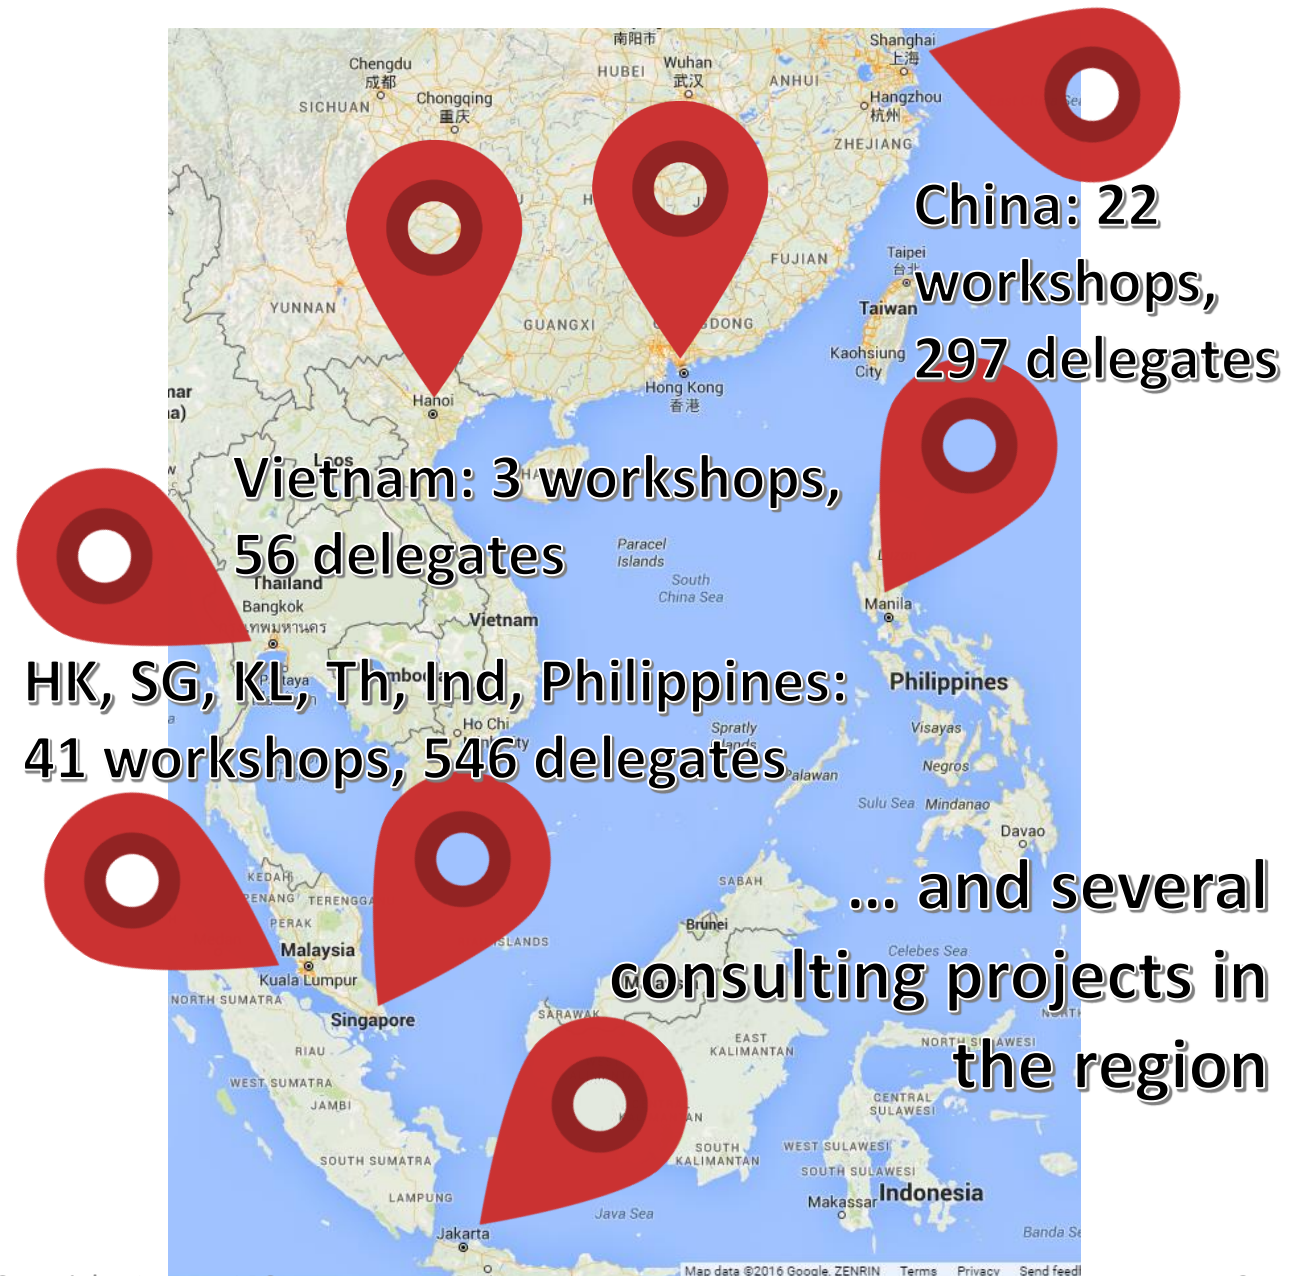 南阳市
Shanghai
上海
Chengdu
成都
HUBEI
Wuhan
武汉
ANHUI
SICHUAN
Chongqing
重庆
Hangzhou
杭州
ZHEJIANG
China: 22
workshops,
297 delegates
Taipei
FUJIAN
YUNNAN
Taiwan
GUANGXI
Kaohsiung
City
Hong Kong
香港
Hanoi
Laos
Vietnam: 3 workshops,
56 delegates
Paracel
Islands
South
China Sea
Thailand
Bangkok
Vietnam
Manila
HK, SG, KL, Th, Ind, Philippines:
41 workshops, 546 delegates
Philippines
Ho Chi
Spratly
Visayas
Negros
Palawan
Sulu Sea
Mindanao
Davao
KEDAH
PERAK
SABAH
… and several
consulting projects in
the region
Brunei
Celebes Sea
Malaysia
Kuala Lumpur
NORTH SUMATRA
Singapore
SARAWAK
RIAU
EAST
KALIMANTAN
WEST SUMATRA
JAMBI
CENTRAL
SULAWESI
SOUTH SUMATRA
SOUTH
KALIMANTAN
WEST SULAWESI
SOUTH SULAWESI
LAMPUNG
Makassar
Indonesia
Java Sea
Jakarta
Map data ©2016 Google, ZENRIN Terms Privacy